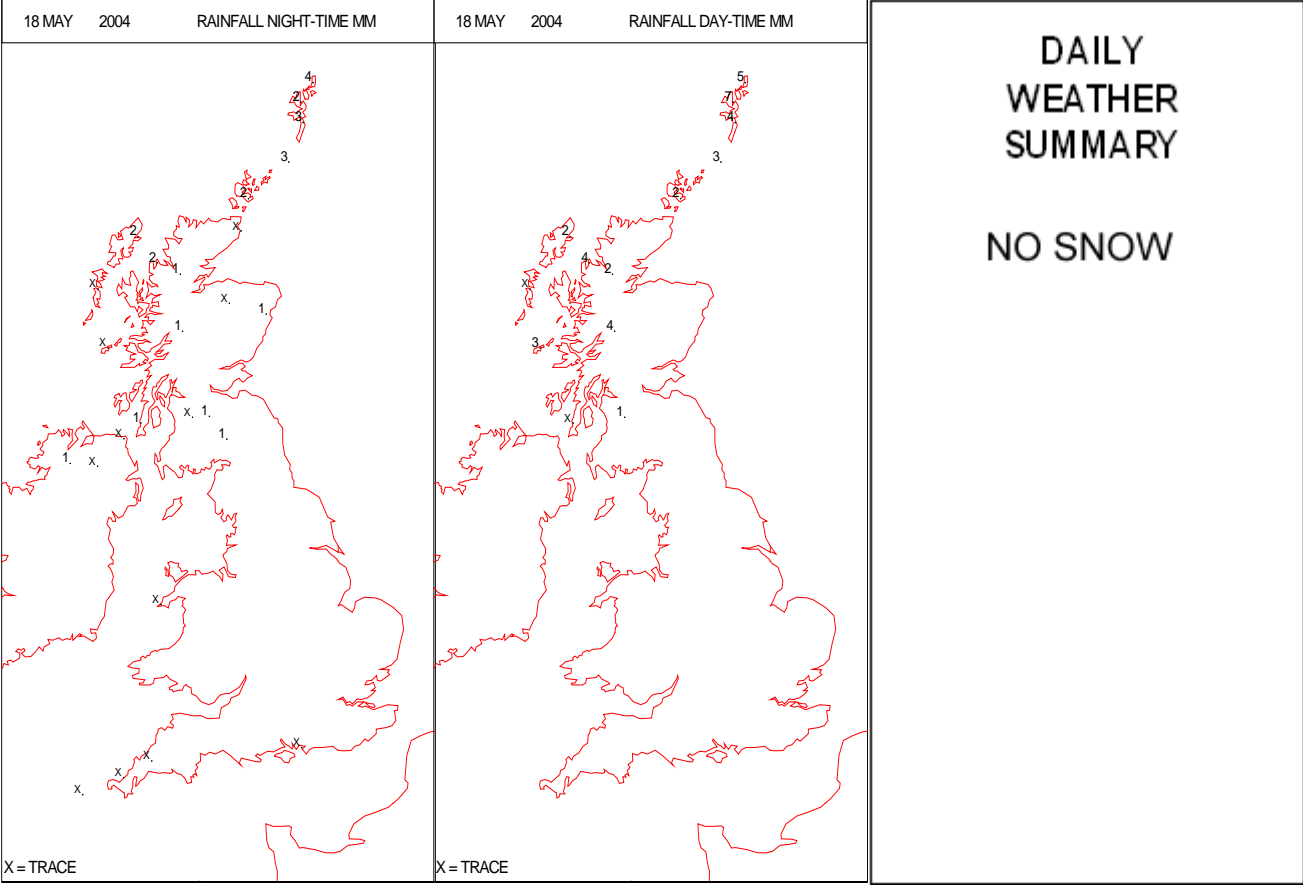 18 MAY 2004 RAINFALL NIGHT-TIME MM
4.
2.
3.
3.
2.
X.
2.
2.
1.
X.
X.
1.
1.
X.
1.
X.
1.
X.
1.
1.
X.
X.
X.
X.
X.
X.
X = TRACE
18 MAY 2004 RAINFALL DAY-TIME MM
5.
7.
4.
3.
2.
2.
4.
2.
X.
4.
3.
1.
X.
X = TRACE
DAILY
WEATHER
SUMMARY
NO SNOW